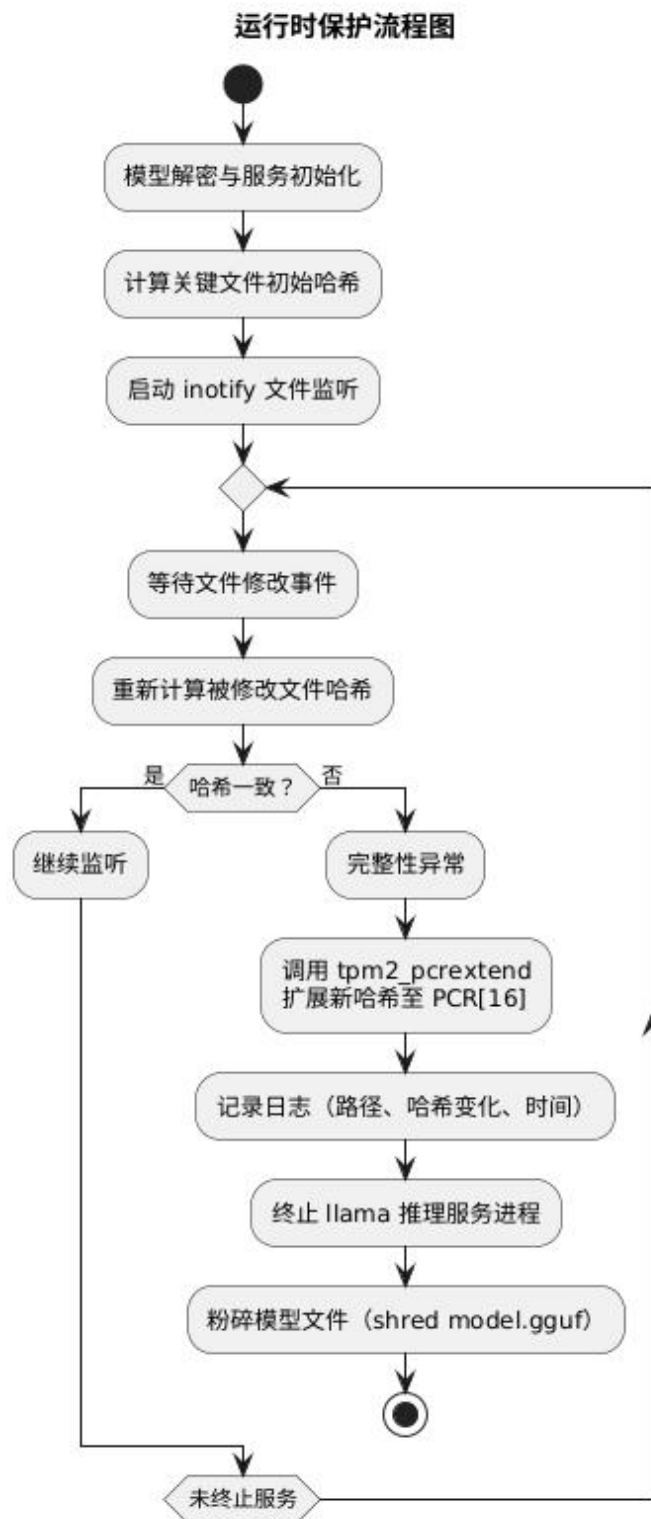 运行时保护流程图
模型解密与服务初始化
计算关键文件初始哈希
启动 inotify 文件监听
等待文件修改事件
重新计算被修改文件哈希
是
哈希一致？
否
继续监听
完整性异常
调用 tpm2_pcrextend
扩展新哈希至 PCR[16]
记录日志（路径、哈希变化、时间）
终止 llama 推理服务进程
粉碎模型文件（shred model.gguf）
未终止服务